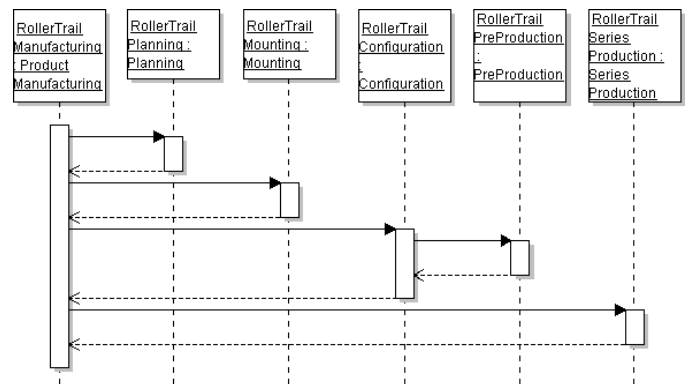 RollerTrail
Manufacturing
: Product
Manufacturing
RollerTrail
Planning :
Planning
RollerTrail
Mounting :
Mounting
RollerTrail
Configuration
:
Configuration
RollerTrail
PreProduction
:
PreProduction
RollerTrail
Series
Production :
Series
Production